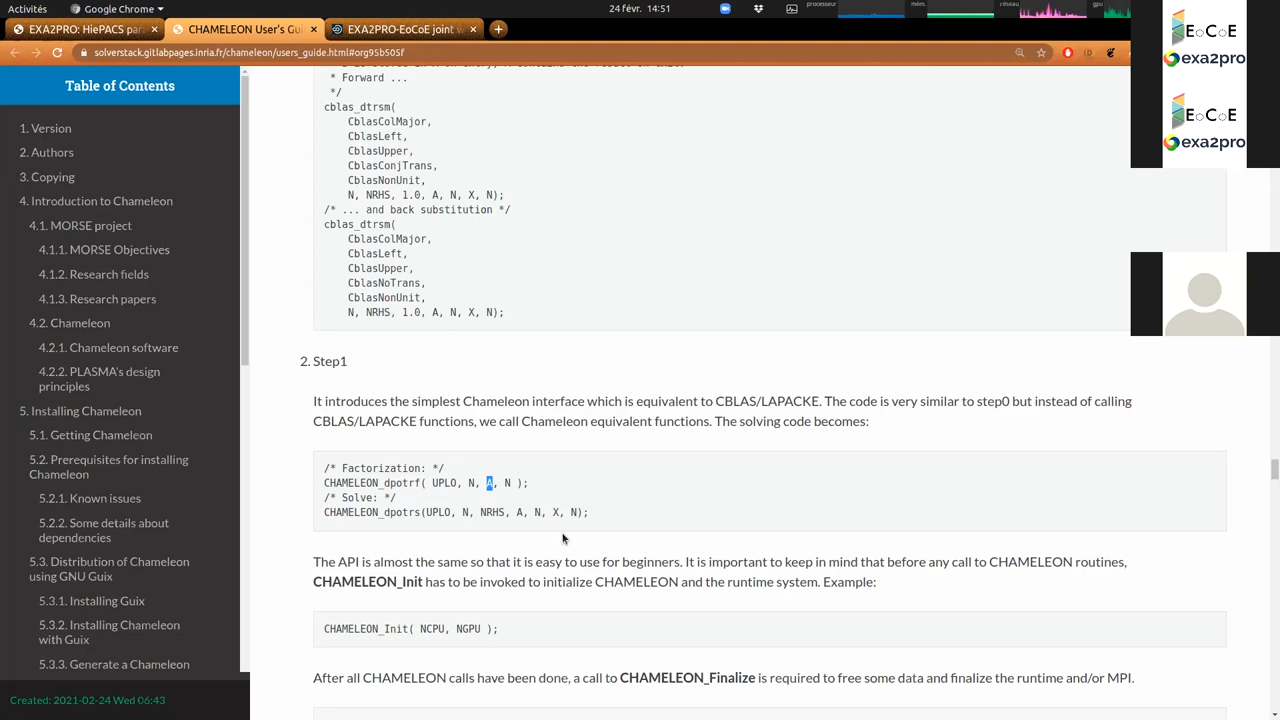 Activités
Google Chrome
24 févr. 14:51
processeur
mém.
réseau
gpu
EXA2PRO: HiePACS par
CHAMELEON User's Gui
EXA2PRO-EoCoE joint w
solverstack.gitlabpages.inria.fr/chameleon/users_guide.html#org95b505f
EoCoE
exa2pro
EoCoE
exa2pro
Table of Contents
1. Version
2. Authors
3. Copying
4. Introduction to Chameleon
4.1. MORSE project
4.1.1. MORSE Objectives
4.1.2. Research fields
4.1.3. Research papers
4.2. Chameleon
4.2.1. Chameleon software
4.2.2. PLASMA's design
principles
5. Installing Chameleon
5.1. Getting Chameleon
5.2. Prerequisites for installing
Chameleon
5.2.1. Known issues
5.2.2. Some details about
dependencies
5.3. Distribution of Chameleon
using GNU Guix
5.3.1. Installing Guix
5.3.2. Installing Chameleon
with Guix
5.3.3. Generate a Chameleon
Created: 2021-02-24 Wed 06:43
* Forward ...
*/
cblas_dtrsm(
CblasColMajor,
CblasLeft,
CblasUpper,
CblasConjTrans,
CblasNonUnit,
N, NRHS, 1.0, A, N, X, N);
/* ... and back substitution */
cblas_dtrsm(
CblasColMajor,
CblasLeft,
CblasUpper,
CblasNoTrans,
CblasNonUnit,
N, NRHS, 1.0, A, N, X, N);
2. Step1
It introduces the simplest Chameleon interface which is equivalent to CBLAS/LAPACKE. The code is very similar to step0 but instead of calling
CBLAS/LAPACKE functions, we call Chameleon equivalent functions. The solving code becomes:
/* Factorization: */
CHAMELEON_dpotrf( UPLO, N, A, N );
/* Solve: */
CHAMELEON_dpotrs(UPLO, N, NRHS, A, N, X, N);
The API is almost the same so that it is easy to use for beginners. It is important to keep in mind that before any call to CHAMELEON routines,
CHAMELEON_Init has to be invoked to initialize CHAMELEON and the runtime system. Example:
CHAMELEON_Init( NCPU, NGPU );
After all CHAMELEON calls have been done, a call to CHAMELEON_Finalize is required to free some data and finalize the runtime and/or MPI.